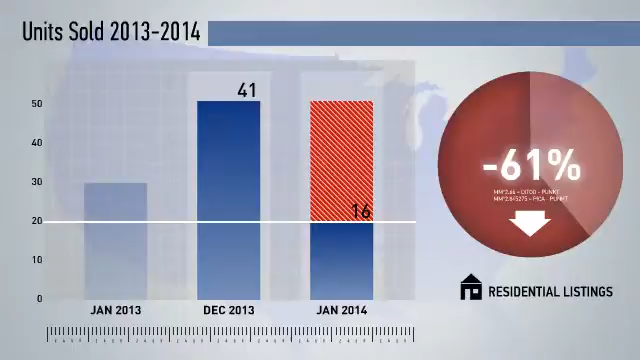 Units Sold 2013-2014
50
40
30
20
10
0
41
16
JAN 2013
DEC 2013
JAN 2014
-61%
RESIDENTIAL LISTINGS